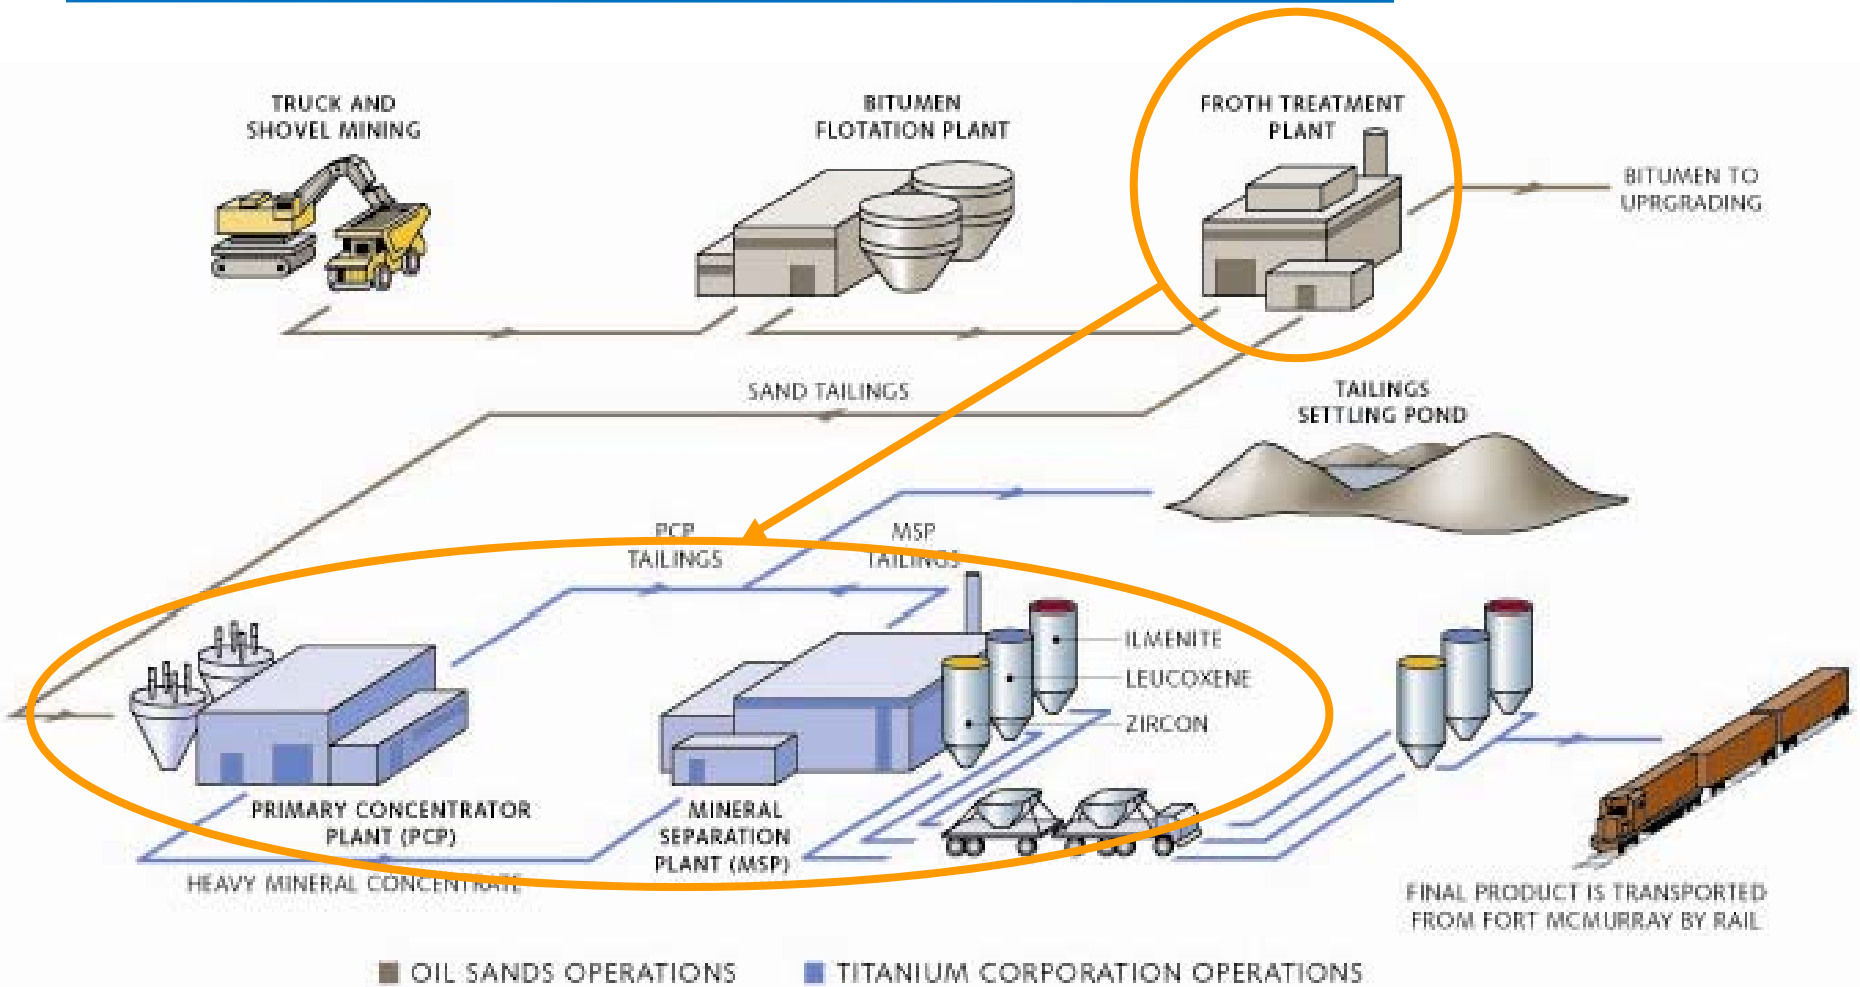 TRUCK AND
SHOVEL MINING
BITUMEN
FLOTATION PLANT
FROTH TREATMENT
PLANT
BITUMEN TO
UPRGRADING
SAND TAILINGS
TAILINGS
SETTLING POND
PCP
TAILINGS
MSP
TAILINGS
ILMENITE
LEUCOXENE
ZIRCON
PRIMARY CONCENTRATOR
PLANT (PCP)
MINERAL
SEPARATION
PLANT (MSP)
HEAVY MINERAL CONCENTRATE
FINAL PRODUCT IS TRANSPORTED
FROM FORT MCMURRAY BY RAIL
OIL SANDS OPERATIONS
TITANIUM CORPORATION OPERATIONS